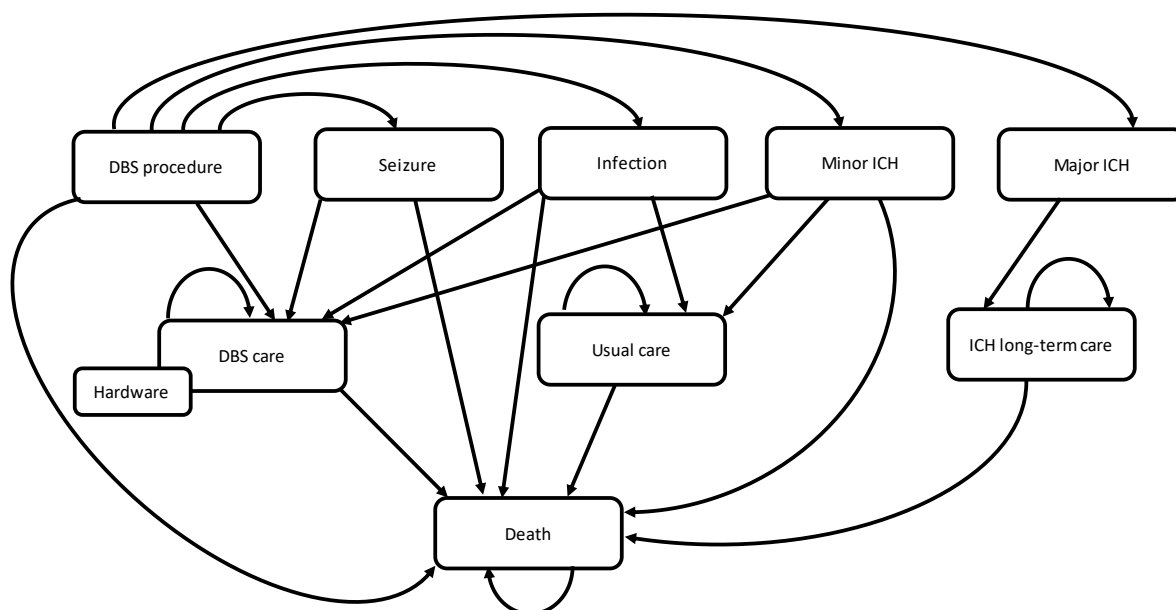 DBS procedure
Seizure
Infection
Minor ICH
Major ICH
DBS care
Usual care
ICH long-term care
Hardware
Death